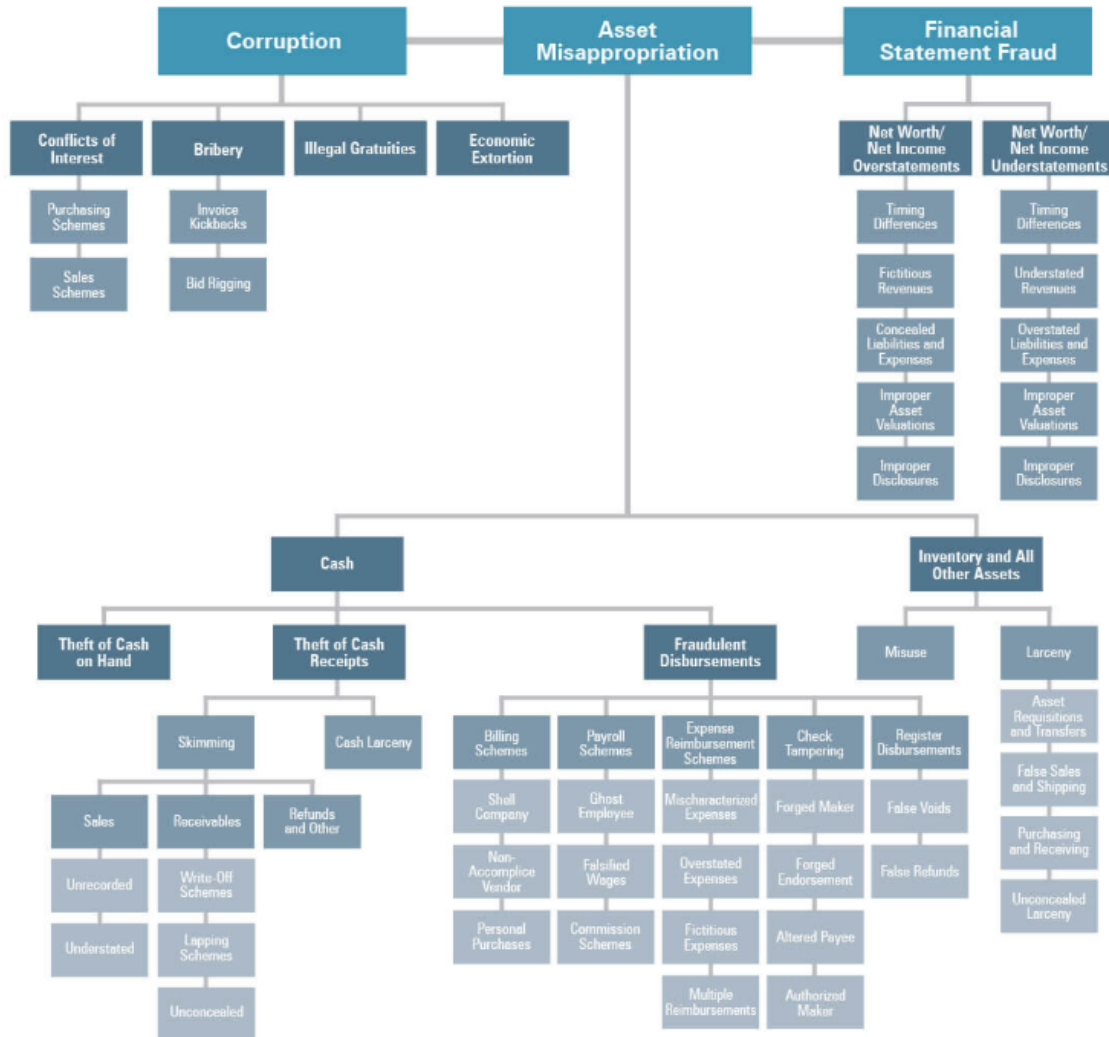 Corruption
Asset
Misappropriation
Financial
Statement Fraud
Conflicts of
Interest
Bribery
Illegal Gratuities
Economic
Extortion
Net Worth/
Net Income
Overstatements
Net Worth/
Net Income
Understatements
Purchasing
Schemes
Sales
Schemes
Invoice
Kickbacks
Bid Rigging
Timing
Differences
Fictitious
Revenues
Concealed
Liabilities and
Expenses
Improper
Asset
Valuations
Improper
Disclosures
Timing
Differences
Understated
Revenues
Overstated
Liabilities and
Expenses
Improper
Asset
Valuations
Improper
Disclosures
Cash
Inventory and All
Other Assets
Theft of Cash
on Hand
Theft of Cash
Receipts
Fraudulent
Disbursements
Misuse
Larceny
Skimming
Cash Larceny
Sales
Receivables
Refunds
and Other
Unrecorded
Understated
Write-Off
Schemes
Lapping
Schemes
Unconcealed
Billing
Schemes
Shell
Company
Non-
Accomplice
Vendor
Personal
Purchases
Payroll
Schemes
Ghost
Employee
Falsified
Wages
Commission
Schemes
Expense
Reimbursement
Schemes
Mischaracterized
Expenses
Overstated
Expenses
Fictitious
Expenses
Multiple
Reimbursements
Check
Tampering
Forged Maker
Forged
Endorsement
Altered Payee
Authorized
Maker
Register
Disbursements
False Voids
False Refunds
Asset
Requisitions
and Transfers
False Sales
and Shipping
Purchasing
and Receiving
Unconcealed
Larceny